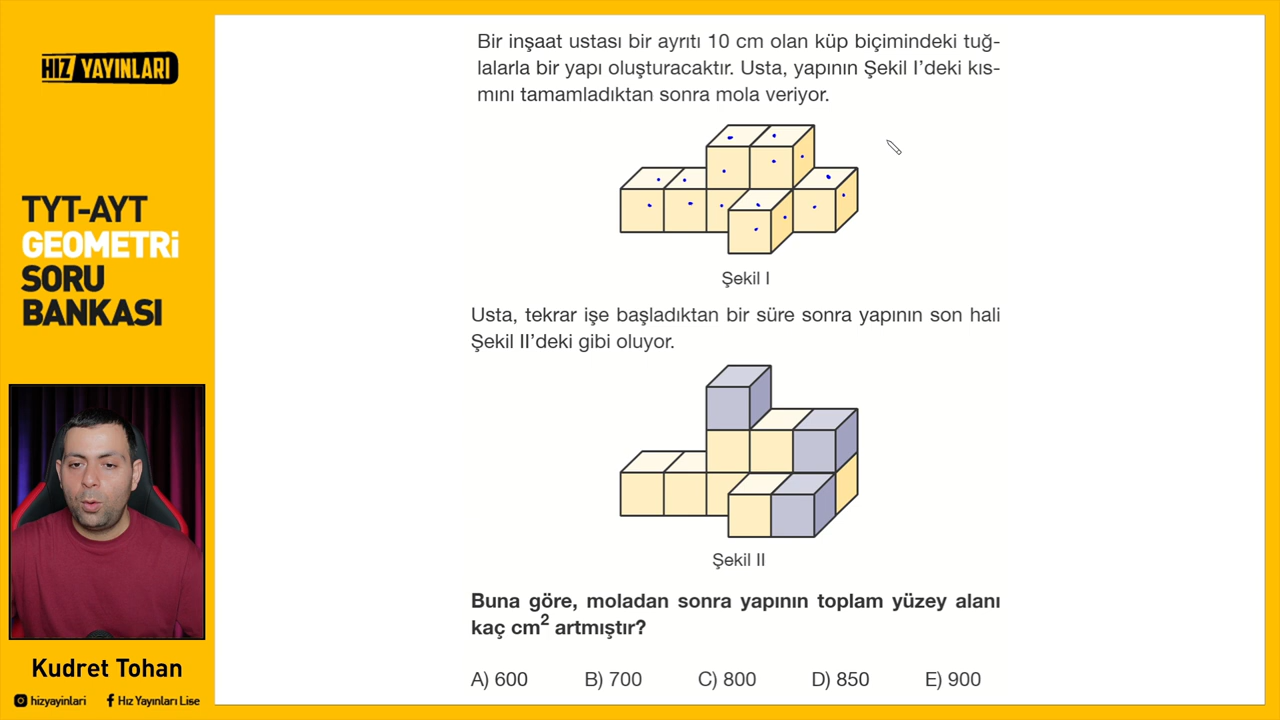 HIZ YAYINLARI
TYT-AYT
GEOMETRİ
SORU
BANKASI
Kudret Tohan
hizyayinlari
Hız Yayınları Lise
Bir inşaat ustası bir ayrıtı 10 cm olan küp biçimindeki tuğ-
lalarla bir yapı oluşturacaktır. Usta, yapının Şekil I’deki kıs-
mını tamamladıktan sonra mola veriyor.
Şekil I
Usta, tekrar işe başladıktan bir süre sonra yapının son hali
Şekil II’deki gibi oluyor.
Şekil II
Buna göre, moladan sonra yapının toplam yüzey alanı
kaç cm² artmıştır?
A) 600 B) 700 C) 800 D) 850 E) 900